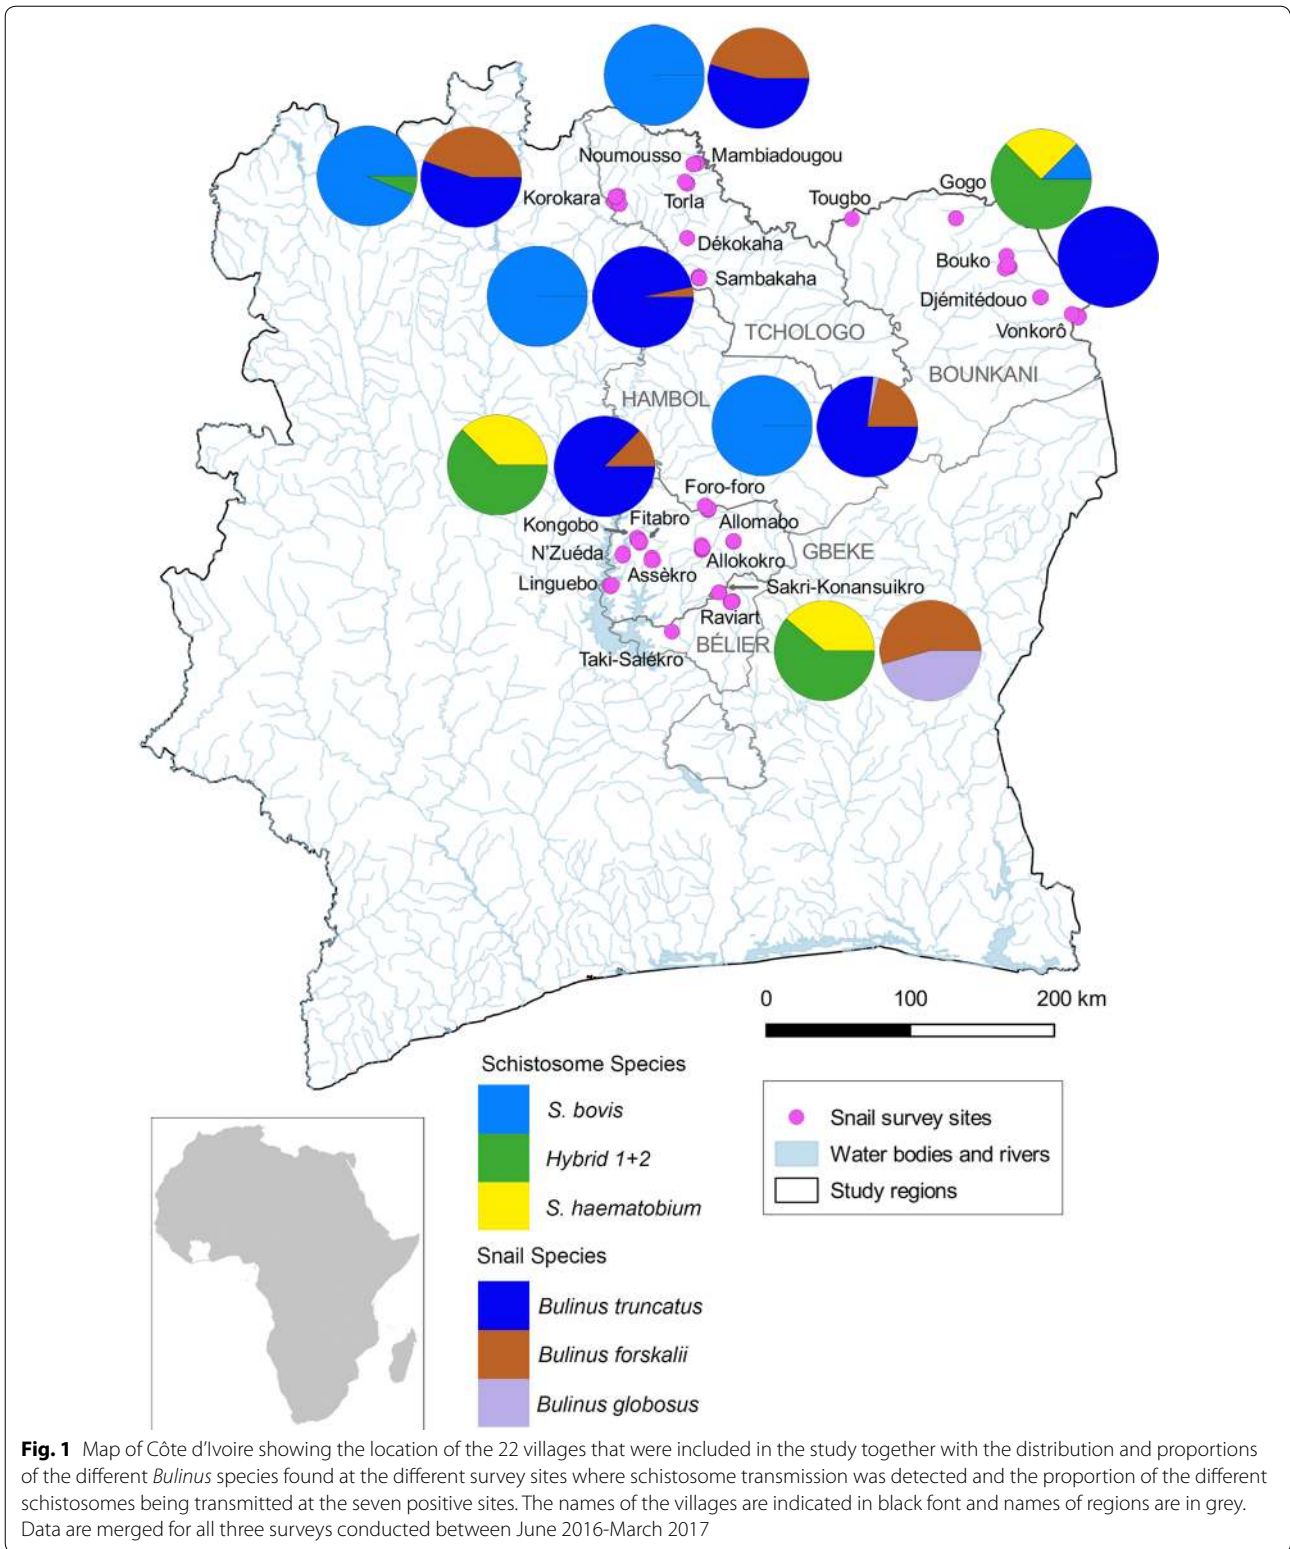 Noumousso
Mambiadougou
Korokara
Torla
Tougbo
Gogo
Dékokaha
Bouko
Sambakaha
Djémitédouo
TCHOLOGO
Vonkorô
BOUNKANI
HAMBOL
Foro-foro
Kongobo
Fitabro
Allomabo
N'Zuéda
GBEKE
Allokokro
Assèkro
Linguebo
Sakri-Konansuikro
Raviart
BÉLIER
Taki-Salékro
0 100 200 km
Schistosome Species
S. bovis
Hybrid 1+2
S. haematobium
Snail survey sites
Water bodies and rivers
Study regions
Snail Species
Bulinus truncatus
Bulinus forskalii
Bulinus globosus
Fig. 1 Map of Côte d'Ivoire showing the location of the 22 villages that were included in the study together with the distribution and proportions
of the different Bulinus species found at the different survey sites where schistosome transmission was detected and the proportion of the different
schistosomes being transmitted at the seven positive sites. The names of the villages are indicated in black font and names of regions are in grey.
Data are merged for all three surveys conducted between June 2016-March 2017